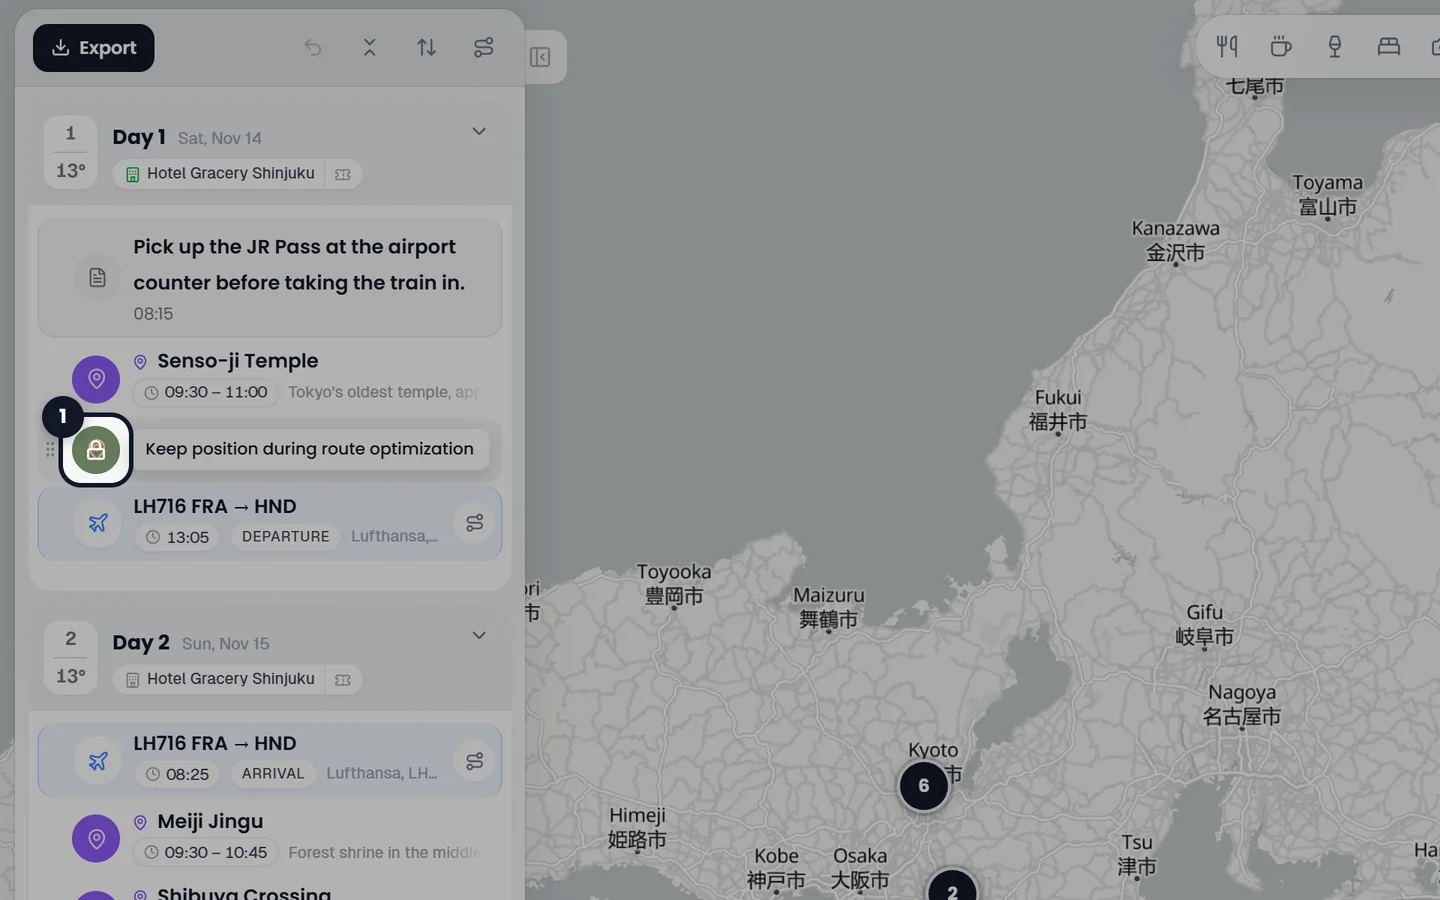 Export
1
13°
Day 1 Sat, Nov 14
Hotel Gracery Shinjuku
Pick up the JR Pass at the airport
counter before taking the train in.
08:15
Senso-ji Temple
09:30 – 11:00 Tokyo's oldest temple, app
1
Keep position during route optimization
LH716 FRA → HND
13:05 DEPARTURE Lufthansa,...
2
13°
Day 2 Sun, Nov 15
Hotel Gracery Shinjuku
LH716 FRA → HND
08:25 ARRIVAL Lufthansa, LH...
Meiji Jingu
09:30 – 10:45 Forest shrine in the middle
Shibuya Crossing
七尾市
Toyama
富山市
Kanazawa
金沢市
Fukui
福井市
Toyooka
豊岡市
Maizuru
舞鶴市
ori
市
Gifu
岐阜市
Nagoya
名古屋市
Kyoto
市
6
Himeji
姫路市
Kobe
神戸市
Osaka
大阪市
Tsu
津市
Ha
2